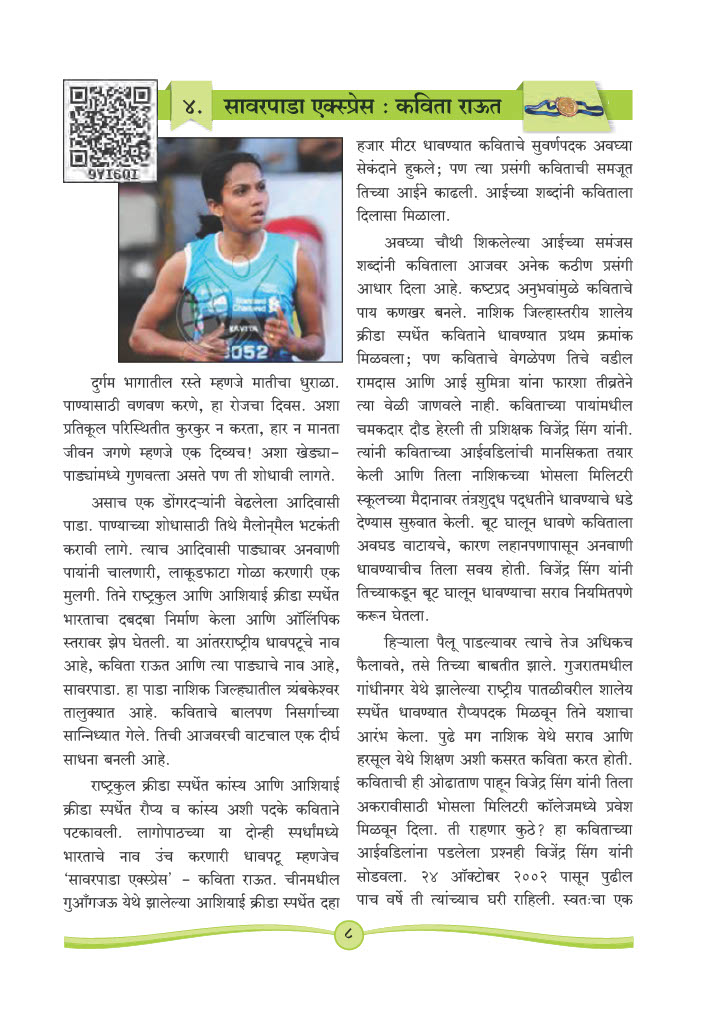 ४. सावरपाडा एक्स्प्रेस : कविता राऊत
9YI6QI
Standard
Chartered
KAVITA
3052
दुर्गम भागातील रस्ते म्हणजे मातीचा धुराळा.
पाण्यासाठी वणवण करणे, हा रोजचा दिवस. अशा
प्रतिकूल परिस्थितीत कुरकुर न करता, हार न मानता
जीवन जगणे म्हणजे एक दिव्यच! अशा खेड्या-
पाड्यांमध्ये गुणवत्ता असते पण ती शोधावी लागते.
असाच एक डोंगरदऱ्यांनी वेढलेला आदिवासी
पाडा. पाण्याच्या शोधासाठी तिथे मैलोन्‌मैल भटकंती
करावी लागे. त्याच आदिवासी पाड्यावर अनवाणी
पायांनी चालणारी, लाकूडफाटा गोळा करणारी एक
मुलगी. तिने राष्ट्रकुल आणि आशियाई क्रीडा स्पर्धेत
भारताचा दबदबा निर्माण केला आणि ऑलिंपिक
स्तरावर झेप घेतली. या आंतरराष्ट्रीय धावपटूचे नाव
आहे, कविता राऊत आणि त्या पाड्याचे नाव आहे,
सावरपाडा. हा पाडा नाशिक जिल्ह्यातील त्र्यंबकेश्वर
तालुक्यात आहे. कविताचे बालपण निसर्गाच्या
सान्निध्यात गेले. तिची आजवरची वाटचाल एक दीर्घ
साधना बनली आहे.
राष्ट्रकुल क्रीडा स्पर्धेत कांस्य आणि आशियाई
क्रीडा स्पर्धेत रौप्य व कांस्य अशी पदके कविताने
पटकावली. लागोपाठच्या या दोन्ही स्पर्धांमध्ये
भारताचे नाव उंच करणारी धावपटू म्हणजेच
‘सावरपाडा एक्स्प्रेस’ - कविता राऊत. चीनमधील
गुआँगजऊ येथे झालेल्या आशियाई क्रीडा स्पर्धेत दहा
हजार मीटर धावण्यात कविताचे सुवर्णपदक अवघ्या
सेकंदाने हुकले; पण त्या प्रसंगी कविताची समजूत
तिच्या आईने काढली. आईच्या शब्दांनी कविताला
दिलासा मिळाला.
अवघ्या चौथी शिकलेल्या आईच्या समंजस
शब्दांनी कविताला आजवर अनेक कठीण प्रसंगी
आधार दिला आहे. कष्टप्रद अनुभवांमुळे कविताचे
पाय कणखर बनले. नाशिक जिल्हास्तरीय शालेय
क्रीडा स्पर्धेत कविताने धावण्यात प्रथम क्रमांक
मिळवला; पण कविताचे वेगळेपण तिचे वडील
रामदास आणि आई सुमित्रा यांना फारशा तीव्रतेने
त्या वेळी जाणवले नाही. कविताच्या पायांमधील
चमकदार दौड हेरली ती प्रशिक्षक विजेंद्र सिंग यांनी.
त्यांनी कविताच्या आईवडिलांची मानसिकता तयार
केली आणि तिला नाशिकच्या भोसला मिलिटरी
स्कूलच्या मैदानावर तंत्रशुद्ध पद्धतीने धावण्याचे धडे
देण्यास सुरुवात केली. बूट घालून धावणे कविताला
अवघड वाटायचे, कारण लहानपणापासून अनवाणी
धावण्याचीच तिला सवय होती. विजेंद्र सिंग यांनी
तिच्याकडून बूट घालून धावण्याचा सराव नियमितपणे
करून घेतला.
हिऱ्याला पैलू पाडल्यावर त्याचे तेज अधिकच
फैलावते, तसे तिच्या बाबतीत झाले. गुजरातमधील
गांधीनगर येथे झालेल्या राष्ट्रीय पातळीवरील शालेय
स्पर्धेत धावण्यात रौप्यपदक मिळवून तिने यशाचा
आरंभ केला. पुढे मग नाशिक येथे सराव आणि
हरसूल येथे शिक्षण अशी कसरत कविता करत होती.
कविताची ही ओढाताण पाहून विजेंद्र सिंग यांनी तिला
अकरावीसाठी भोसला मिलिटरी कॉलेजमध्ये प्रवेश
मिळवून दिला. ती राहणार कुठे? हा कविताच्या
आईवडिलांना पडलेला प्रश्नही विजेंद्र सिंग यांनी
सोडवला. २४ ऑक्टोबर २००२ पासून पुढील
पाच वर्षे ती त्यांच्याच घरी राहिली. स्वतःचा एक
८